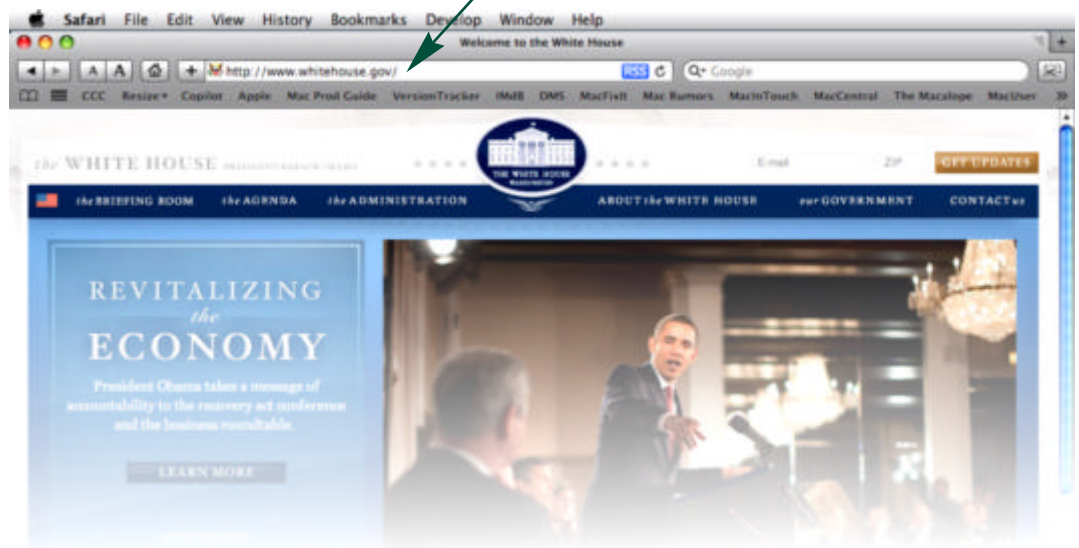 Safari File Edit View History Bookmarks Develop Window Help
Welcome to the White House
A A + http://www.whitehouse.gov/ RSS Google
CCC Resize Copilot Apple Mac Prod Guide VersionTracker IMdB DMS MacFixIt Mac Rumors MacInTouch MacCentral The Macalope MacUser
the WHITE HOUSE
THE WHITE HOUSE
WASHINGTON
E-mail ZIP GET UPDATES
the BRIEFING ROOM the AGENDA the ADMINISTRATION ABOUT the WHITE HOUSE our GOVERNMENT CONTACT us
REVITALIZING
the
ECONOMY
President Obama takes a message of
accountability to the recovery act conference
and the business roundtable.
LEARN MORE